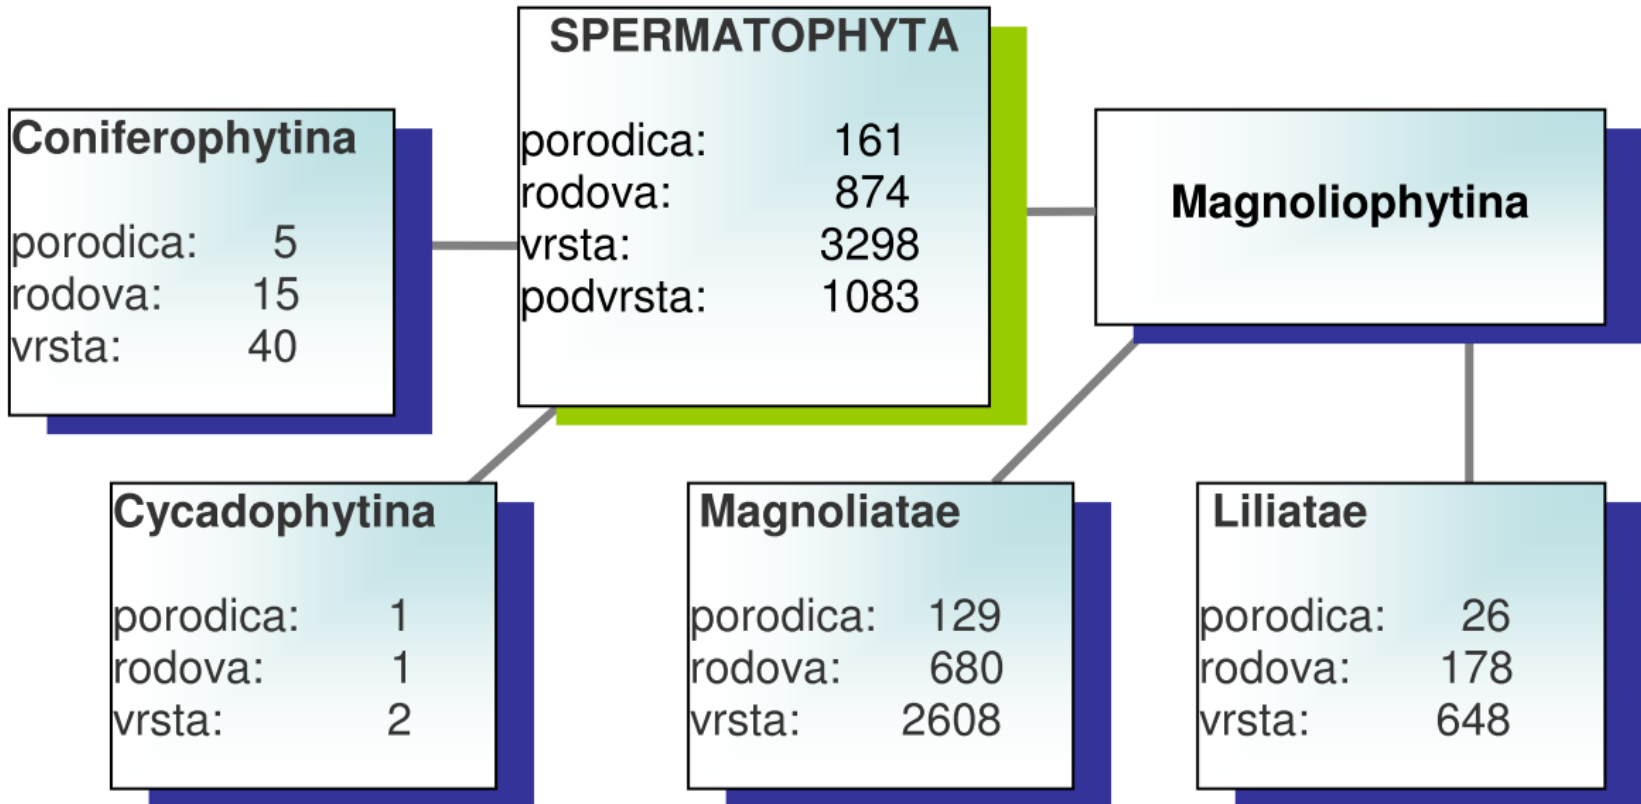 SPERMATOPHYTA
porodica: 161
rodova: 874
vrsta: 3298
podvrsta: 1083
Coniferophytina
porodica: 5
rodova: 15
vrsta: 40
Magnoliophytina
Cycadophytina
porodica: 1
rodova: 1
vrsta: 2
Magnoliatae
porodica: 129
rodova: 680
vrsta: 2608
Liliatae
porodica: 26
rodova: 178
vrsta: 648